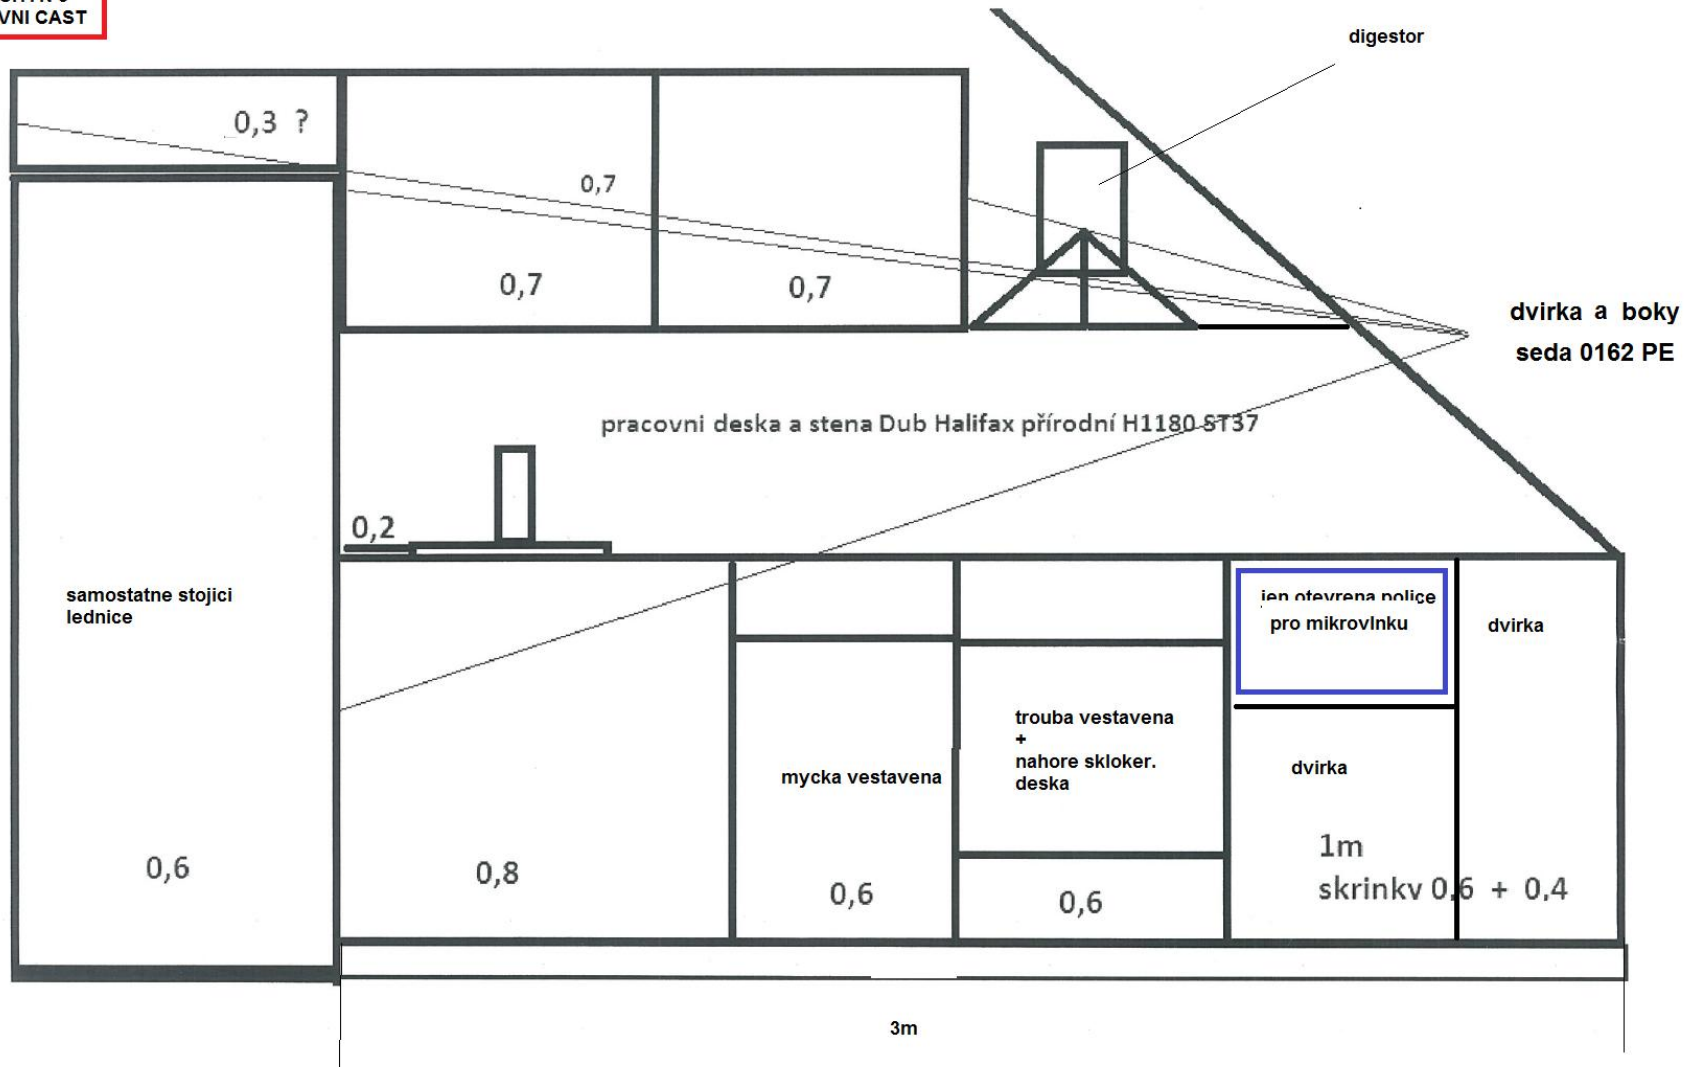 VNI CAST
digestor
0,3 ?
0,7
0,7
0,7
dvirka a boky
seda 0162 PE
pracovni deska a stena Dub Halifax přírodní H1180 ST37
0,2
samostatne stojici
lednice
jen otevrena police
pro mikrovlnku
dvirka
trouba vestavena
+
nahore skloker.
deska
mycka vestavena
dvirka
0,6
0,8
0,6
0,6
1m
skrinky 0,6 + 0,4
3m